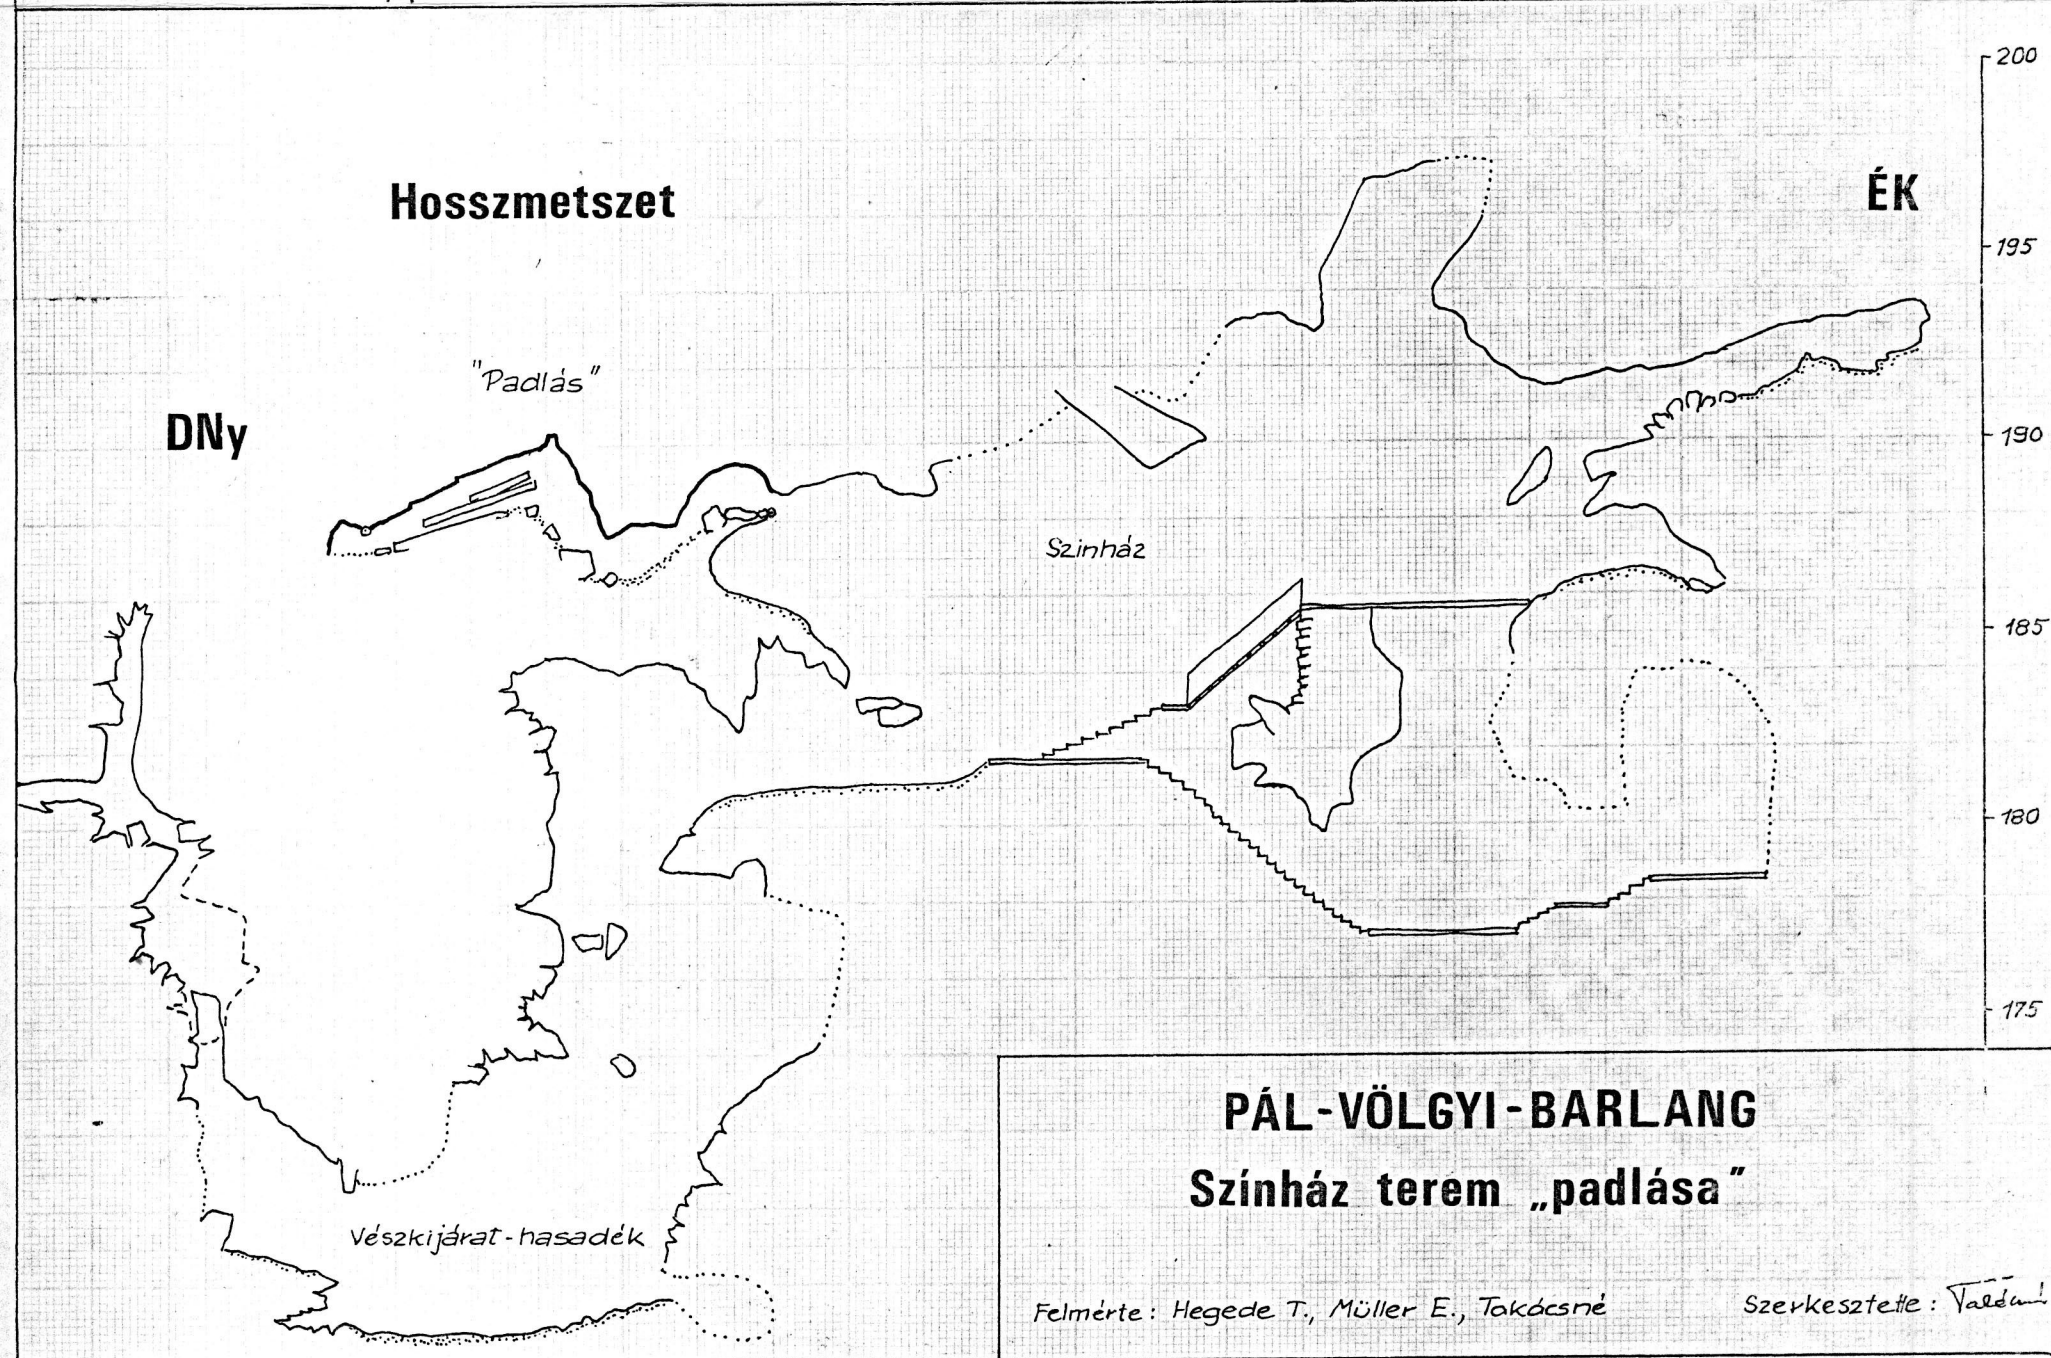 200
Hosszmetszet
ÉK
195
"Padlás"
DNy
190
Szinház
185
180
175
PÁL-VÖLGYI-BARLANG
Színház terem „padlása”
Vészkijárat-hasadék
Felmérte: Hegede T., Müller E., Takácsné
Szerkesztette: